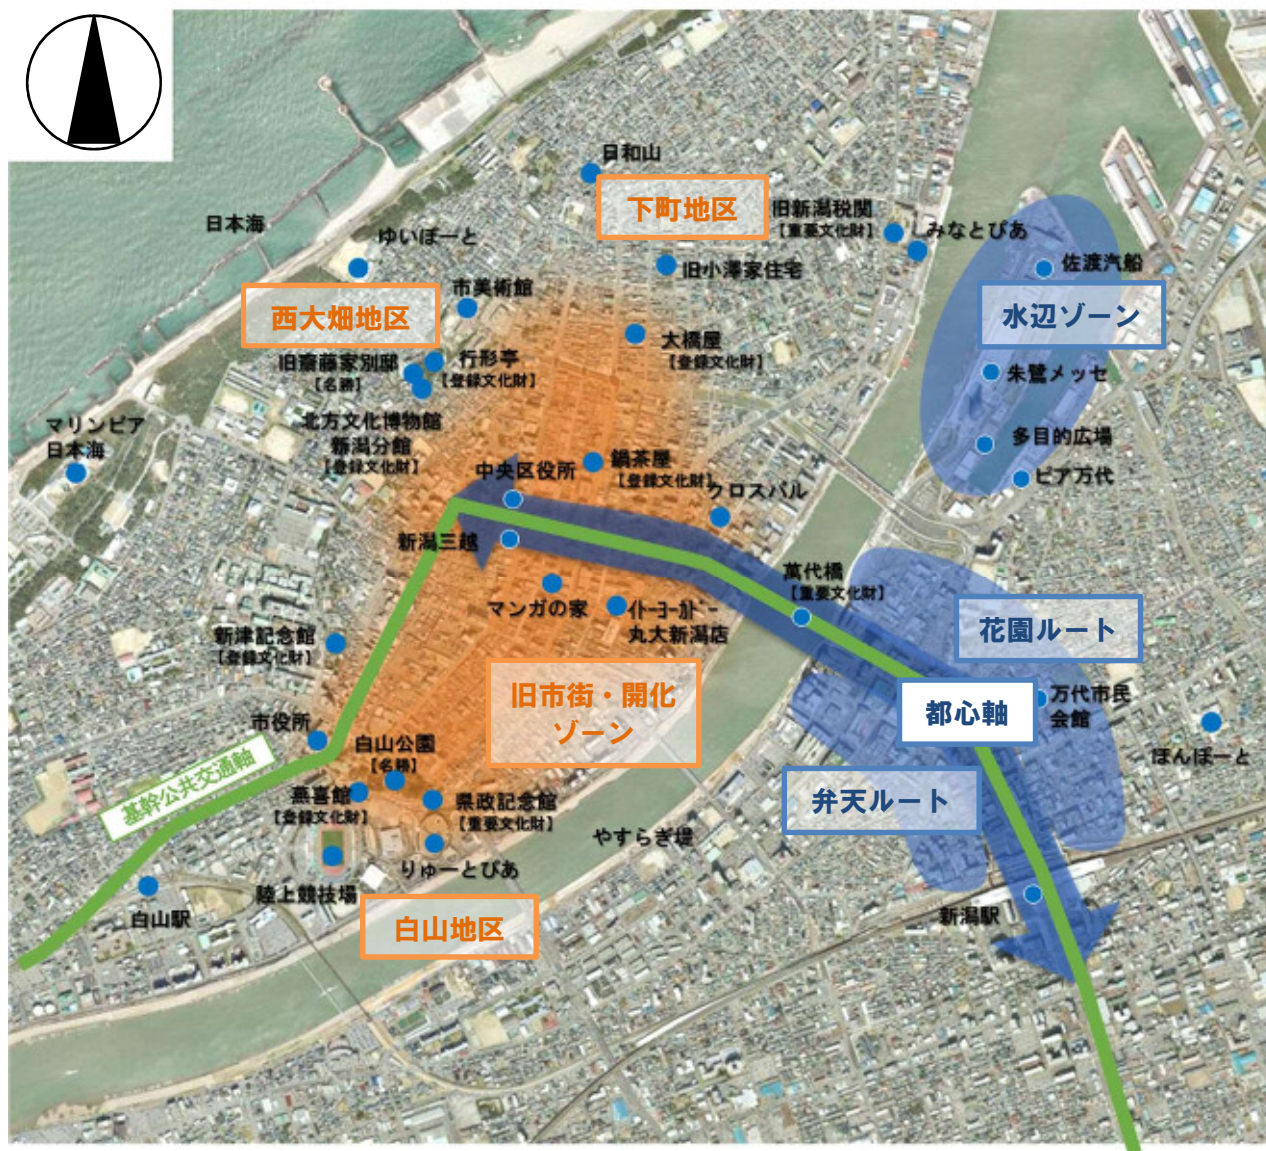 日和山
下町地区
旧新潟税関
【重要文化財】
みなとぴあ
日本海
ゆいぽーと
旧小澤家住宅
佐渡汽船
市美術館
西大畑地区
水辺ゾーン
大橋屋
【登録文化財】
旧齋藤家別邸
【名勝】
行形亭
【登録文化財】
朱鷺メッセ
北方文化博物館
新潟分館
【登録文化財】
マリンピア
日本海
多目的広場
ピア万代
中央区役所
鍋茶屋
【登録文化財】
クロスパル
新潟三越
萬代橋
【重要文化財】
マンガの家
ｲﾄｰﾖｰｶﾄﾞｰ
丸大新潟店
花園ルート
新津記念館
【登録文化財】
旧市街・開化
ゾーン
都心軸
万代市民
会館
市役所
白山公園
【名勝】
ほんぽーと
基幹公共交通軸
燕喜館
【登録文化財】
県政記念館
【重要文化財】
弁天ルート
やすらぎ堤
りゅーとぴあ
陸上競技場
白山駅
白山地区
新潟駅